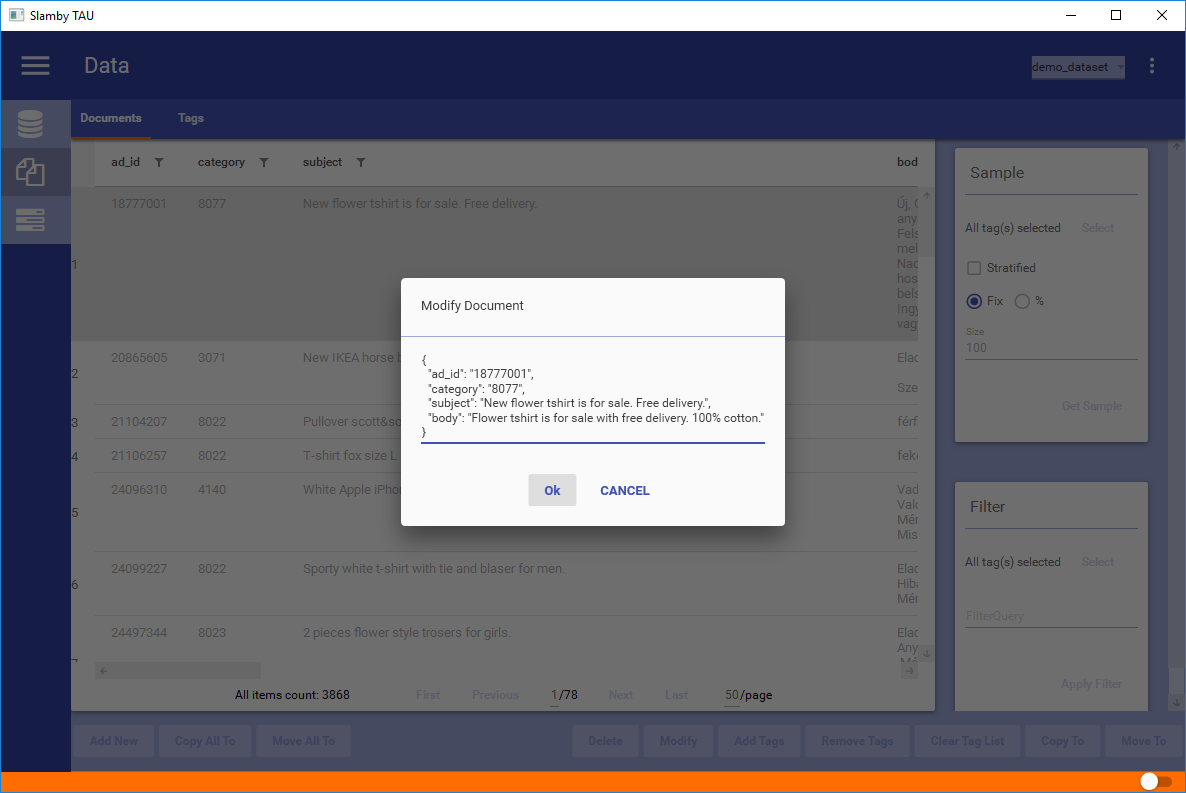 Slamby TAU
Data
demo_dataset
Documents Tags
ad_id category subject bod
1 18777001 8077 New flower tshirt is for sale. Free delivery.
Új,
any
Fels
mel
Nac
hos
bels
Ingy
vagy
2 20865605 3071 New IKEA horse Elad
Sze
3 21104207 8022 Pullover scott&so férf
4 21106257 8022 T-shirt fox size L feke
5 24096310 4140 White Apple iPho Vad
Valo
Mér
Mis
6 24099227 8022 Sporty white t-shirt with tie and blaser for men. Elad
Hiba
Mér
24497344 8023 2 pieces flower style trosers for girls. Elad
Any
Mé
All items count: 3868 First Previous 1/78 Next Last 50/page
Sample
All tag(s) selected Select
Stratified
Fix %
Size
100
Get Sample
Filter
All tag(s) selected Select
FilterQuery
Apply Filter
Modify Document
{
"ad_id": "18777001",
"category": "8077",
"subject": "New flower tshirt is for sale. Free delivery.",
"body": "Flower tshirt is for sale with free delivery. 100% cotton."
}
Ok CANCEL
Add New Copy All To Move All To Delete Modify Add Tags Remove Tags Clear Tag List Copy To Move To